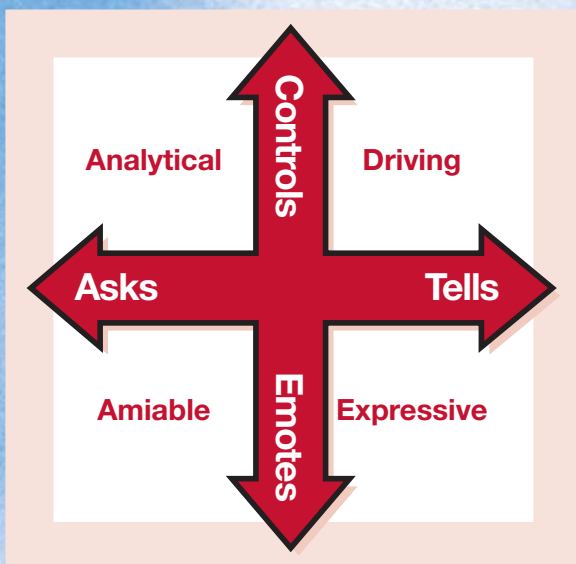 Controls
Analytical
Driving
Asks
Tells
Amiable
Expressive
Emotes